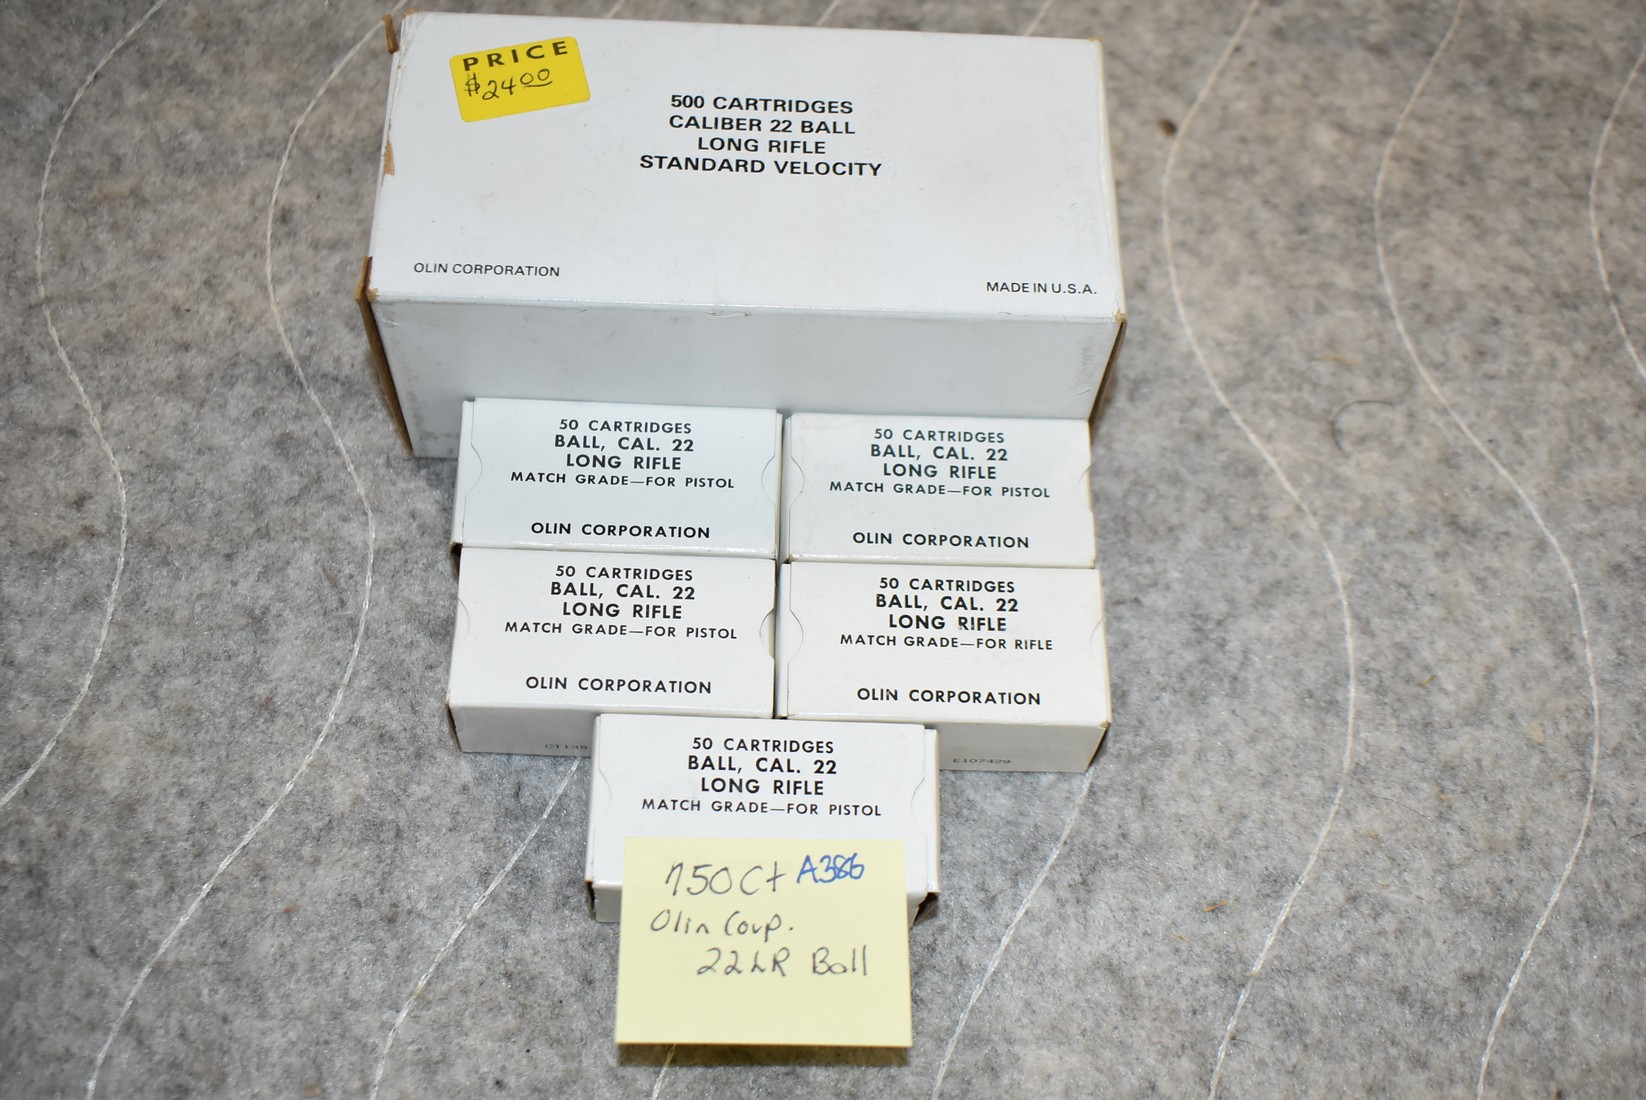 PRICE
$2400
500 CARTRIDGES
CALIBER 22 BALL
LONG RIFLE
STANDARD VELOCITY
OLIN CORPORATION
MADE IN U.S.A.
50 CARTRIDGES
BALL, CAL. 22
LONG RIFLE
MATCH GRADE—FOR PISTOL
OLIN CORPORATION
50 CARTRIDGES
BALL, CAL. 22
LONG RIFLE
MATCH GRADE—FOR PISTOL
OLIN CORPORATION
50 CARTRIDGES
BALL, CAL. 22
LONG RIFLE
MATCH GRADE—FOR PISTOL
OLIN CORPORATION
50 CARTRIDGES
BALL, CAL. 22
LONG RIFLE
MATCH GRADE—FOR RIFLE
OLIN CORPORATION
E107429
50 CARTRIDGES
BALL, CAL. 22
LONG RIFLE
MATCH GRADE—FOR PISTOL
750 Ct A386
Olin Corp.
22 LR Ball